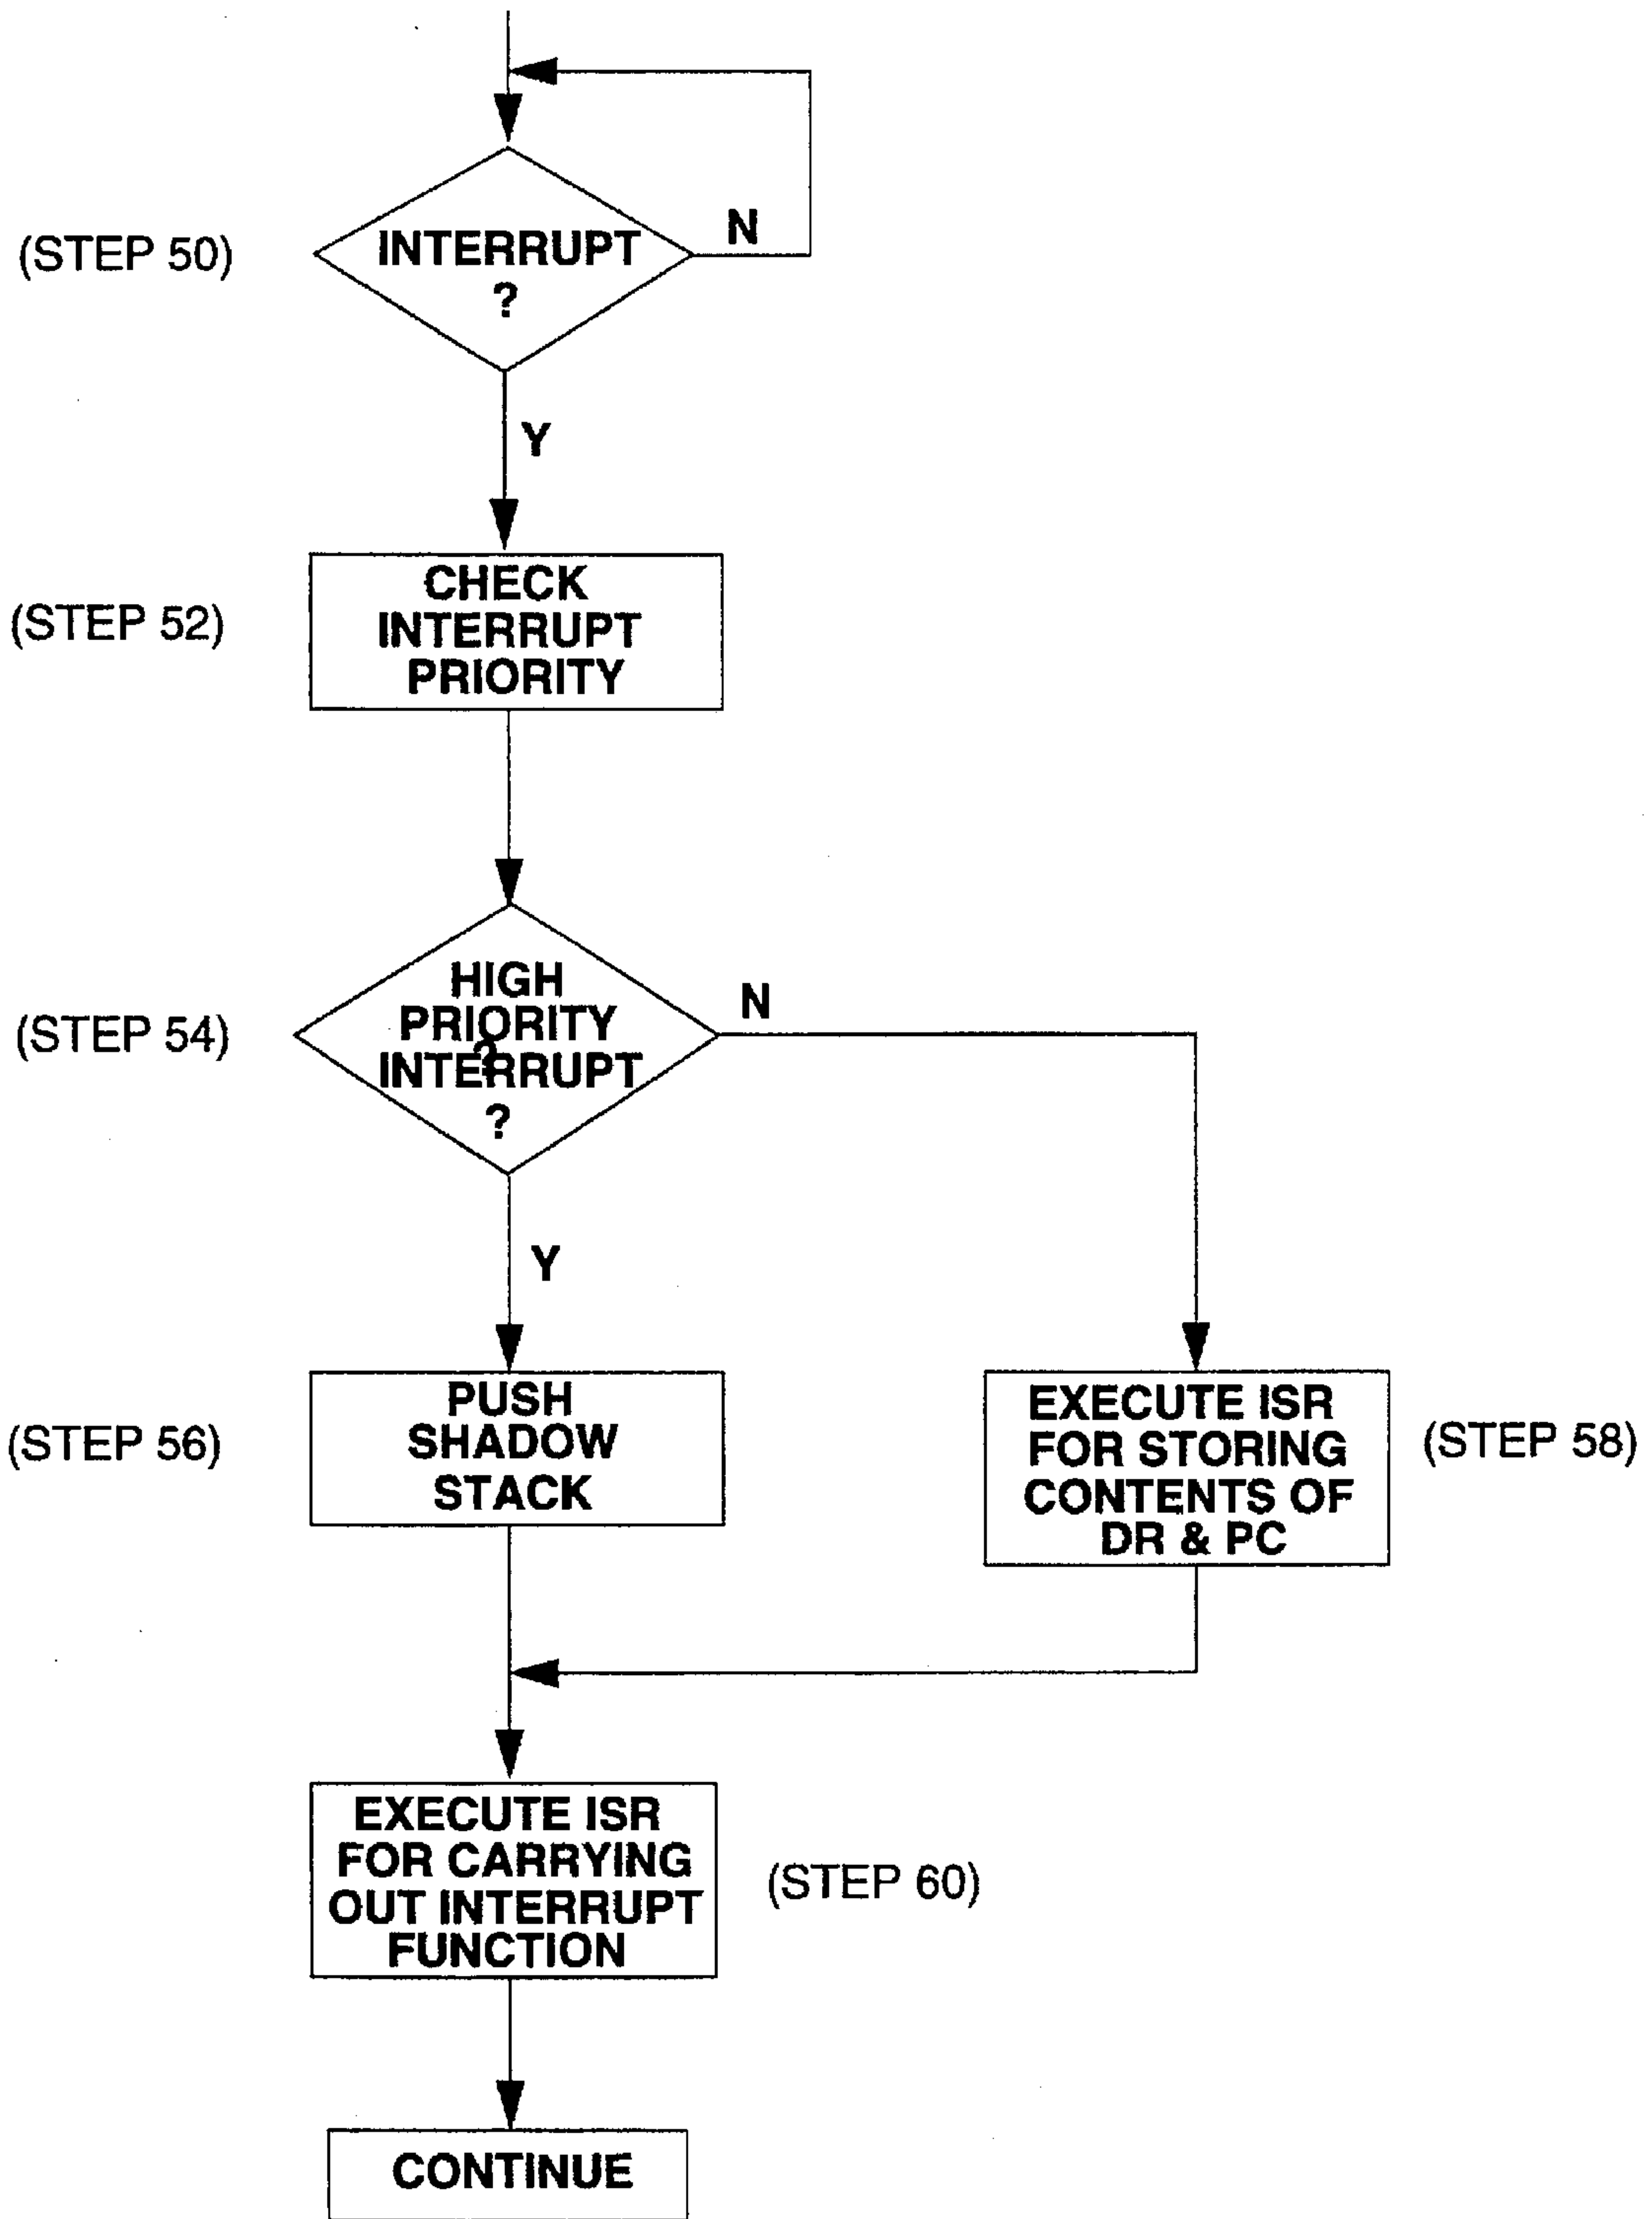 (STEP 50)
INTERRUPT
?
N
Y
(STEP 52)
CHECK
INTERRUPT
PRIORITY
(STEP 54)
HIGH
PRIORITY
?
INTERRUPT
?
N
Y
(STEP 56)
PUSH
SHADOW
STACK
EXECUTE ISR
FOR STORING
CONTENTS OF
DR & PC
(STEP 58)
EXECUTE ISR
FOR CARRYING
OUT INTERRUPT
FUNCTION
(STEP 60)
CONTINUE